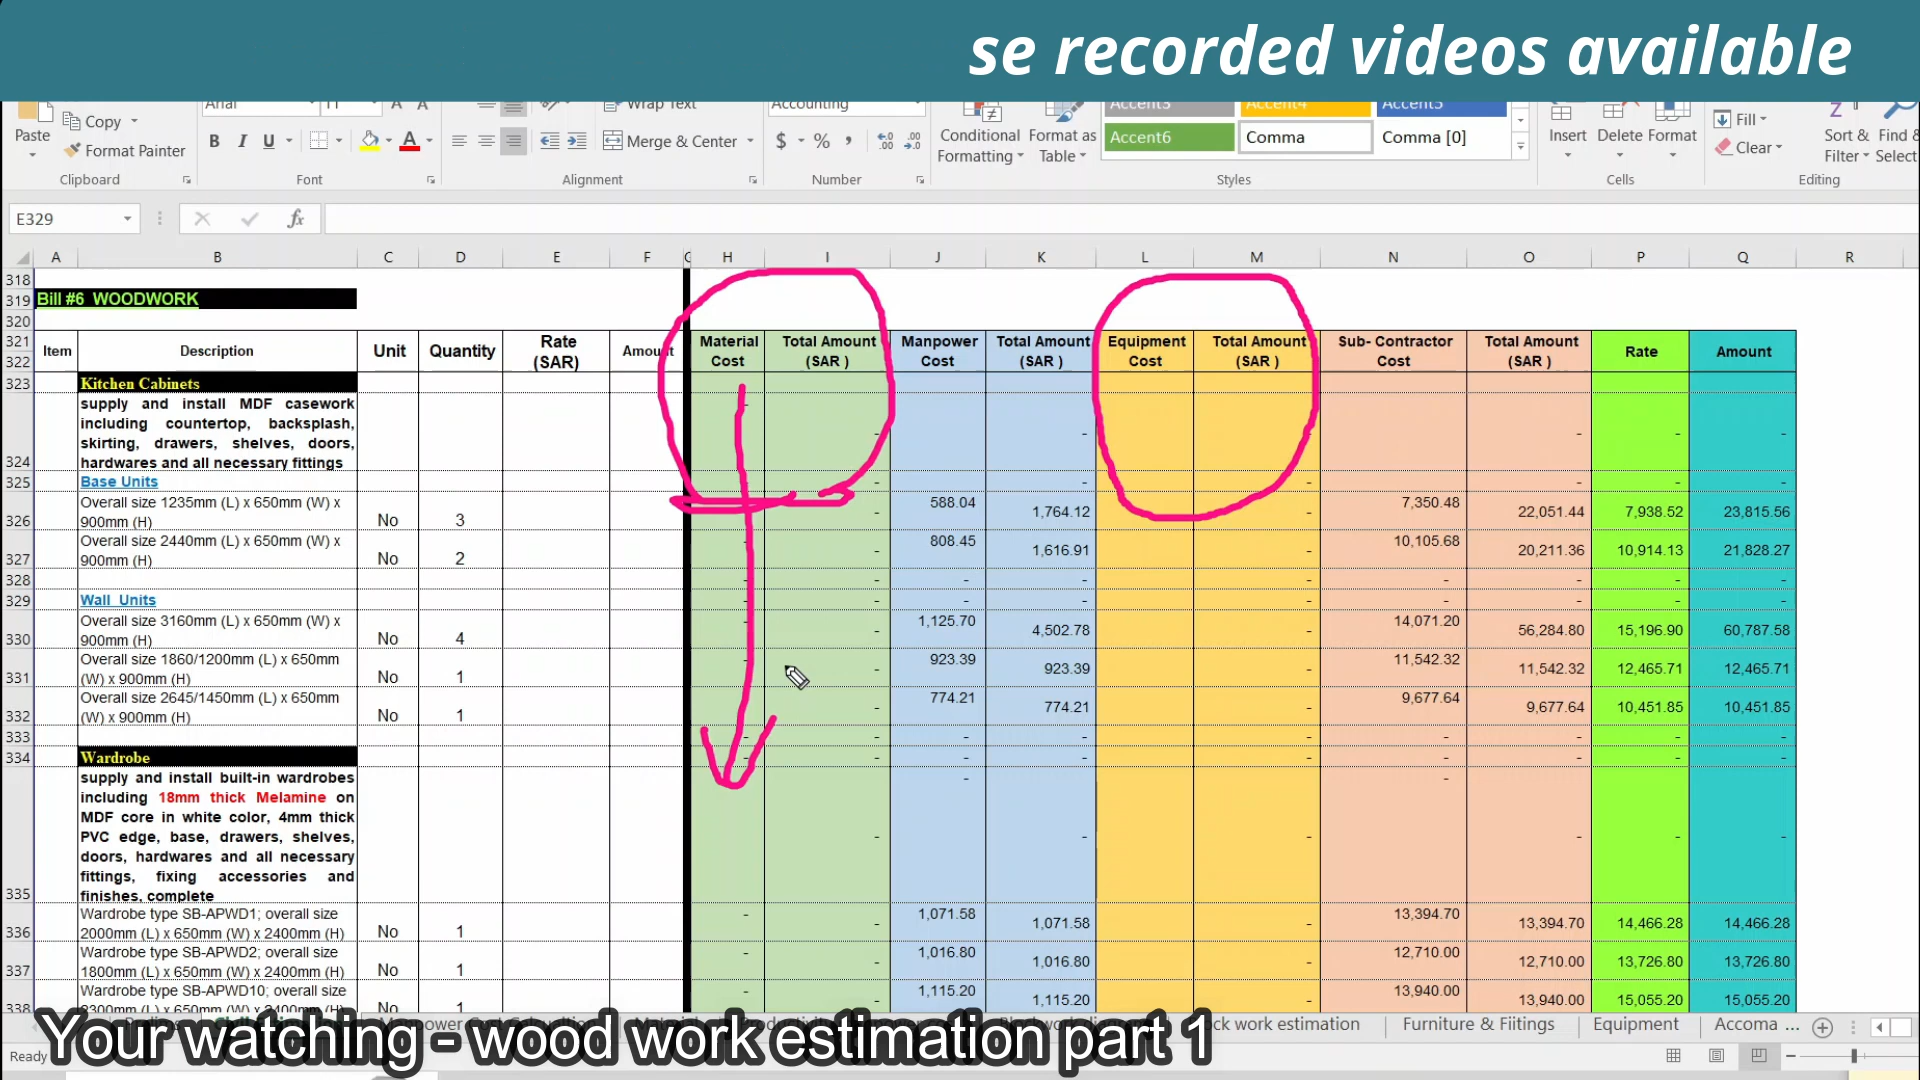 se recorded videos available
Arial 11 Wrap Text Accounting Accent3 Accent4 Accent5
Paste Copy Merge & Center Conditional Formatting Format as Table Accent6 Comma Comma [0] Insert Delete Format Fill Sort & Filter Find & Select
Format Painter B I U $ % Clear
Clipboard Font Alignment Number Styles Cells Editing
E329 fx
A B C D E F G H I J K L M N O P Q R
318
319 Bill #6 WOODWORK
320
321 322 Item Description Unit Quantity Rate (SAR) Amount Material Cost Total Amount (SAR ) Manpower Cost Total Amount (SAR ) Equipment Cost Total Amount (SAR ) Sub- Contractor Cost Total Amount (SAR ) Rate Amount
323 Kitchen Cabinets
supply and install MDF casework
including countertop, backsplash,
skirting, drawers, shelves, doors,
324 hardwares and all necessary fittings - - - - - - -
325 Base Units - - - - - -
Overall size 1235mm (L) x 650mm (W) x
326 900mm (H) No 3 - 588.04 1,764.12 - 7,350.48 22,051.44 7,938.52 23,815.56
Overall size 2440mm (L) x 650mm (W) x
327 900mm (H) No 2 - - 808.45 1,616.91 - 10,105.68 20,211.36 10,914.13 21,828.27
328 - - - - - - - - -
329 Wall Units - - - - - - - - -
Overall size 3160mm (L) x 650mm (W) x
330 900mm (H) No 4 - - 1,125.70 4,502.78 - 14,071.20 56,284.80 15,196.90 60,787.58
Overall size 1860/1200mm (L) x 650mm
331 (W) x 900mm (H) No 1 - - 923.39 923.39 - 11,542.32 11,542.32 12,465.71 12,465.71
Overall size 2645/1450mm (L) x 650mm
332 (W) x 900mm (H) No 1 - 774.21 774.21 - 9,677.64 9,677.64 10,451.85 10,451.85
333 - - - - - - - - -
334 Wardrobe - - - - - - - - -
supply and install built-in wardrobes - -
including 18mm thick Melamine on
MDF core in white color, 4mm thick
PVC edge, base, drawers, shelves, - - - - - -
doors, hardwares and all necessary
fittings, fixing accessories and
335 finishes, complete
Wardrobe type SB-APWD1; overall size
336 2000mm (L) x 650mm (W) x 2400mm (H) No 1 - - 1,071.58 1,071.58 - 13,394.70 13,394.70 14,466.28 14,466.28
Wardrobe type SB-APWD2; overall size
337 1800mm (L) x 650mm (W) x 2400mm (H) No 1 - - 1,016.80 1,016.80 - 12,710.00 12,710.00 13,726.80 13,726.80
Wardrobe type SB-APWD10; overall size
338 No 1 - - 1,115.20 1,115.20 - 13,940.00 13,940.00 15,055.20 15,055.20
ock work estimation Furniture & Fiitings Equipment Accoma ...
Ready
Your watching - wood work estimation part 1